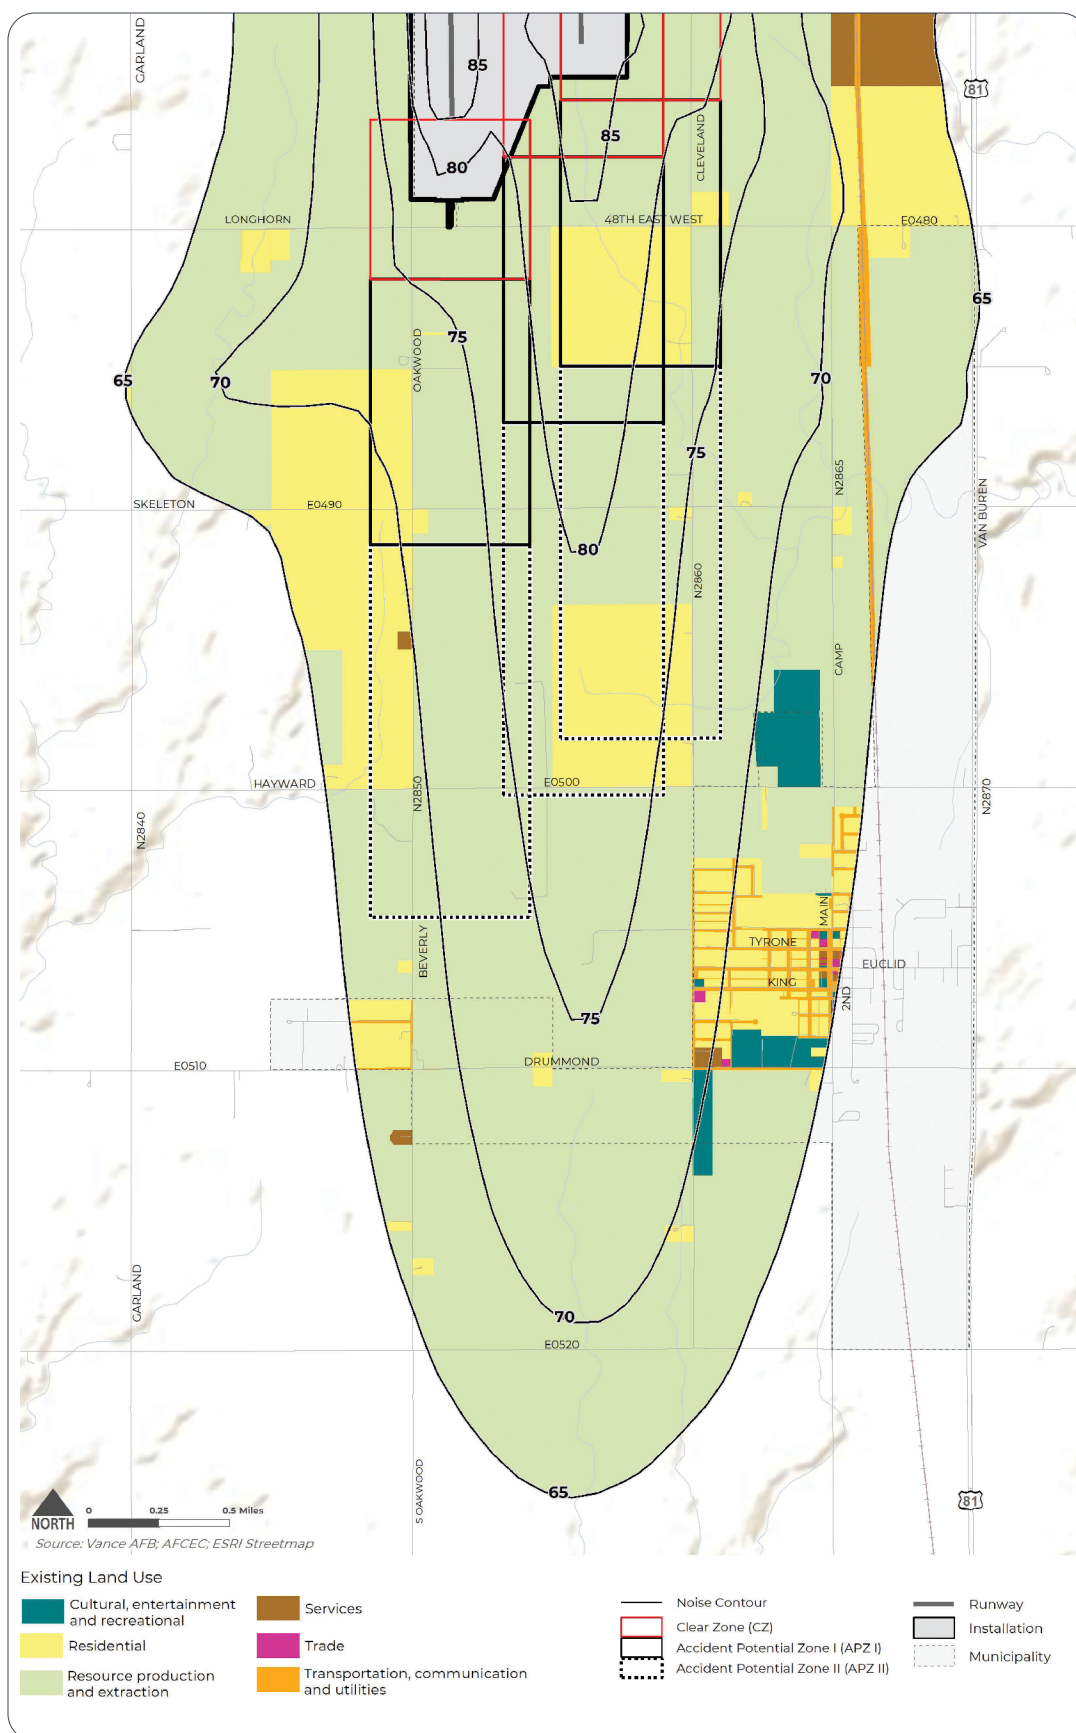 GARLAND
85
81
85
CLEVELAND
80
LONGHORN
48TH EAST WEST
E0480
65
75
OAKWOOD
65
70
70
75
N2865
SKELETON
E0490
VAN BUREN
80
N2860
CAMP
HAYWARD
E0500
N2850
N2840
N2870
MAIN
TYRONE
BEVERLY
EUCLID
KING
2ND
75
DRUMMOND
E0510
GARLAND
70
E0520
S OAKWOOD
65
81
NORTH
0 0.25 0.5 Miles
Source: Vance AFB; AFCEC; ESRI Streetmap
Existing Land Use
Cultural, entertainment
and recreational
Residential
Resource production
and extraction
Services
Trade
Transportation, communication
and utilities
Noise Contour
Clear Zone (CZ)
Accident Potential Zone I (APZ I)
Accident Potential Zone II (APZ II)
Runway
Installation
Municipality